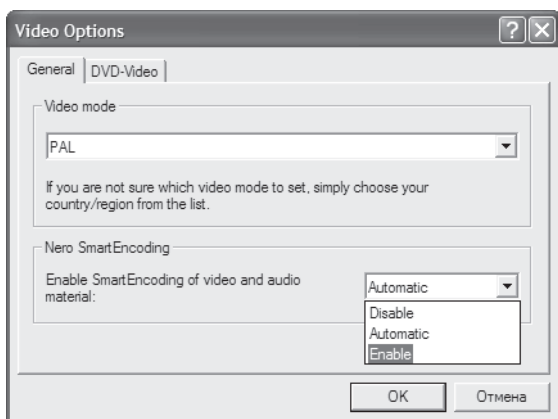 Video Options
General DVD-Video
Video mode
PAL
If you are not sure which video mode to set, simply choose your
country/region from the list.
Nero SmartEncoding
Enable SmartEncoding of video and audio
material:
Automatic
Disable
Automatic
Enable
OK Отмена